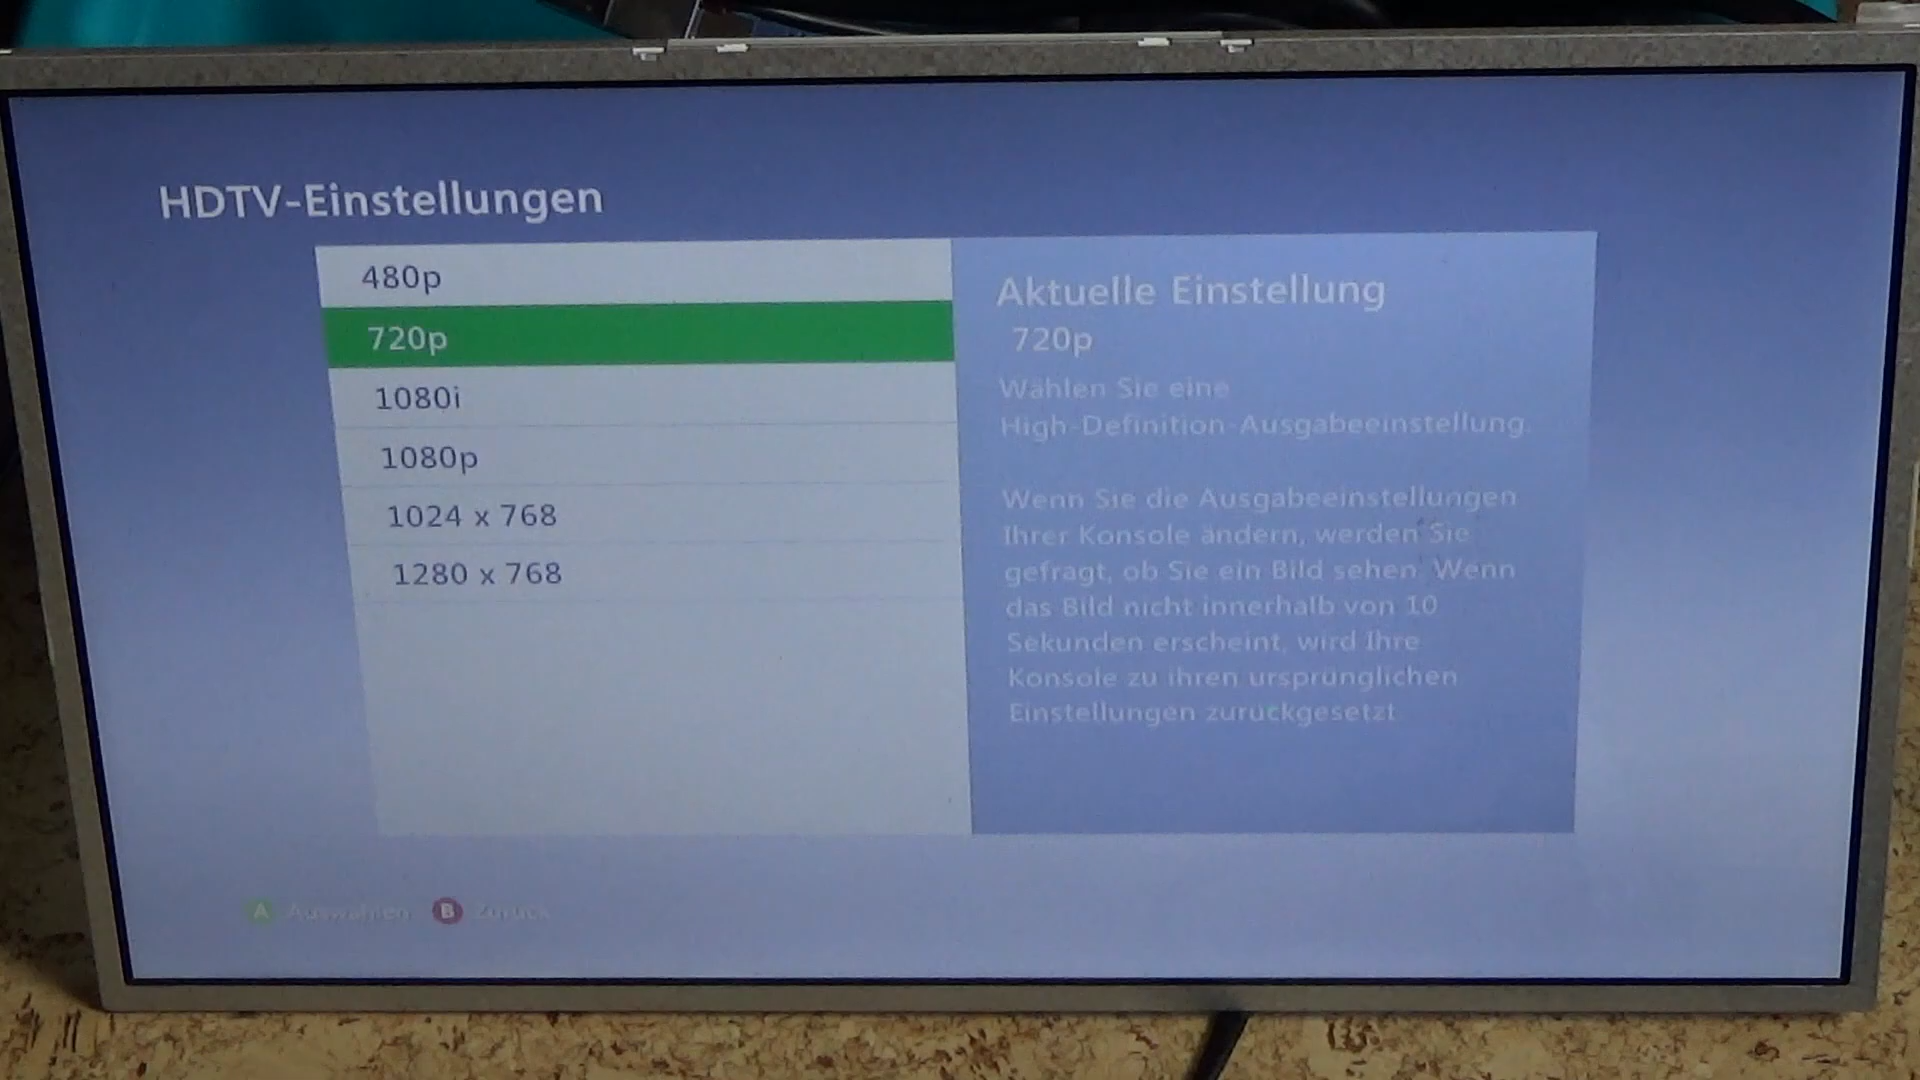 HDTV-Einstellungen
480p
720p
1080i
1080p
1024 x 768
1280 x 768
Aktuelle Einstellung
720p
Wählen Sie eine
High-Definition-Ausgabeeinstellung.
Wenn Sie die Ausgabeeinstellungen
Ihrer Konsole ändern, werden Sie
gefragt, ob Sie ein Bild sehen. Wenn
das Bild nicht innerhalb von 10
Sekunden erscheint, wird Ihre
Konsole zu ihren ursprünglichen
Einstellungen zurückgesetzt
A Auswählen B Zurück